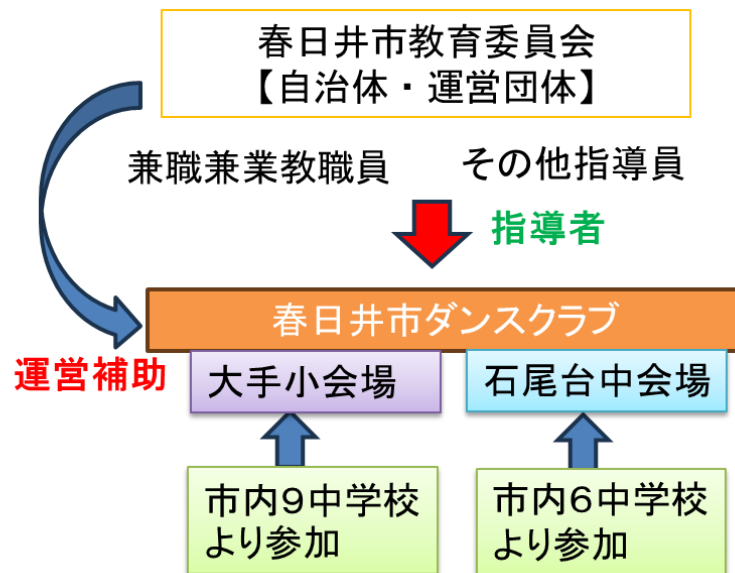 春日井市教育委員会
【自治体・運営団体】
兼職兼業教職員
その他指導員
指導者
春日井市ダンスクラブ
運営補助
大手小会場
石尾台中会場
市内9中学校
より参加
市内6中学校
より参加